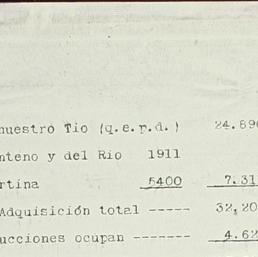 nuestro Tio (q.e.p.d.) 24.89
nteno y del Rio 1911
rtina 5400 7.31
Adquisición total ----- 32,20
ucciones ocupan ------- 4.62